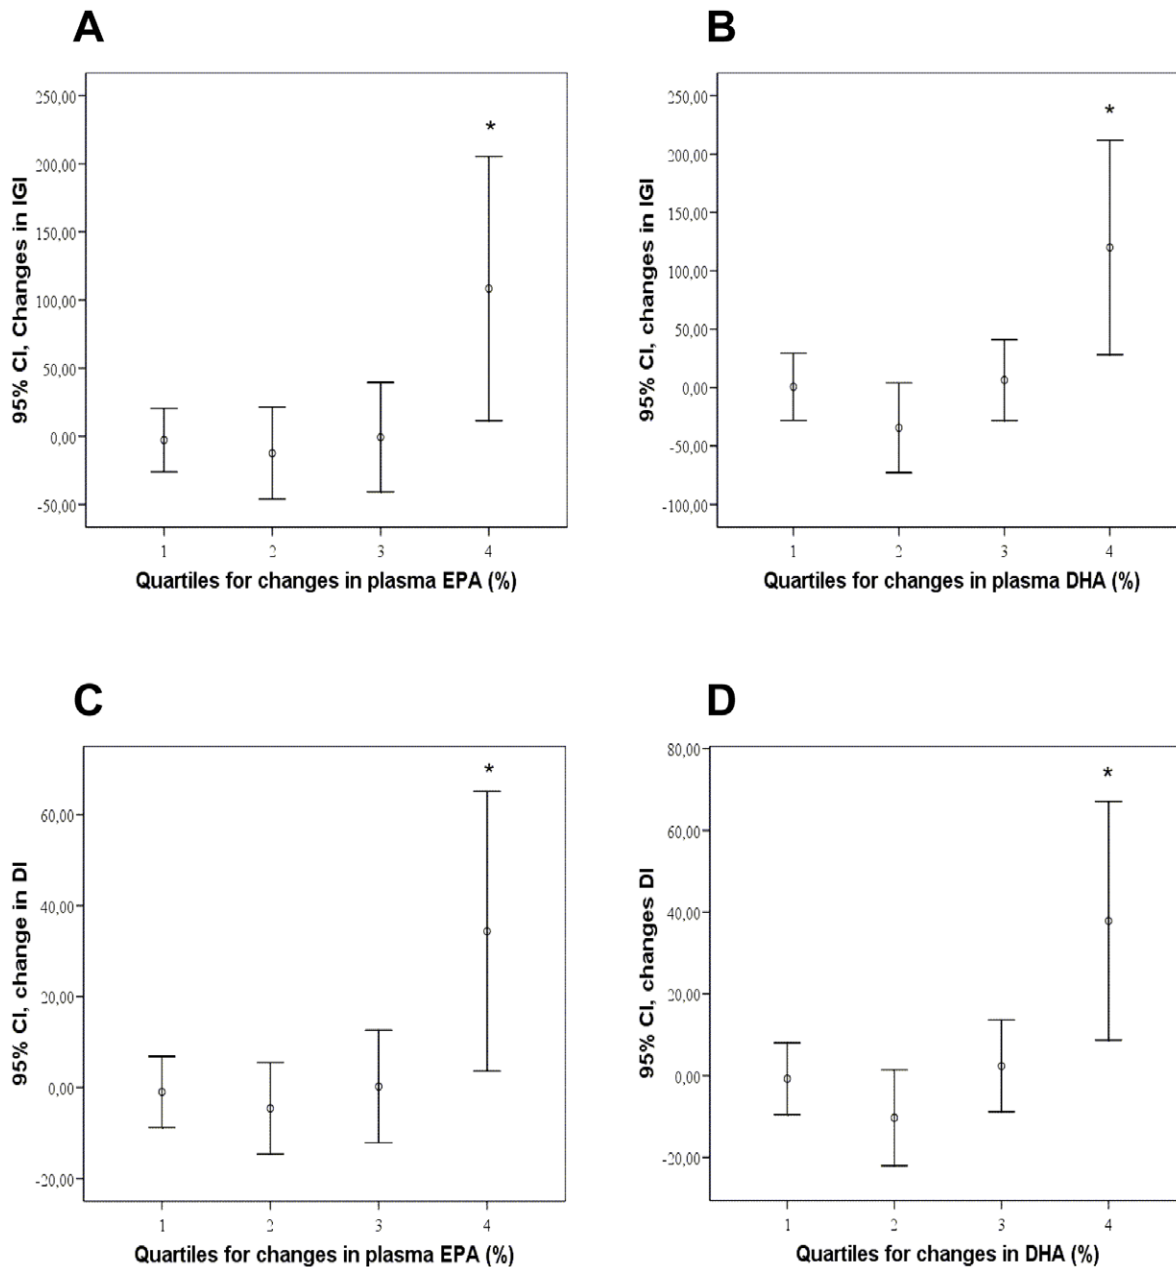 A
95% CI, Changes in IGI
250,00
200,00
150,00
100,00
50,00
0,00
-50,00
*
1 2 3 4
Quartiles for changes in plasma EPA (%)
B
95% CI, changes in IGI
250,00
200,00
150,00
100,00
50,00
0,00
-50,00
-100,00
*
1 2 3 4
Quartiles for changes in plasma DHA (%)
C
95% CI, change in DI
60,00
40,00
20,00
0,00
-20,00
*
1 2 3 4
Quartiles for changes in plasma EPA (%)
D
95% CI, changes DI
80,00
60,00
40,00
20,00
0,00
-20,00
*
1 2 3 4
Quartiles for changes in DHA (%)